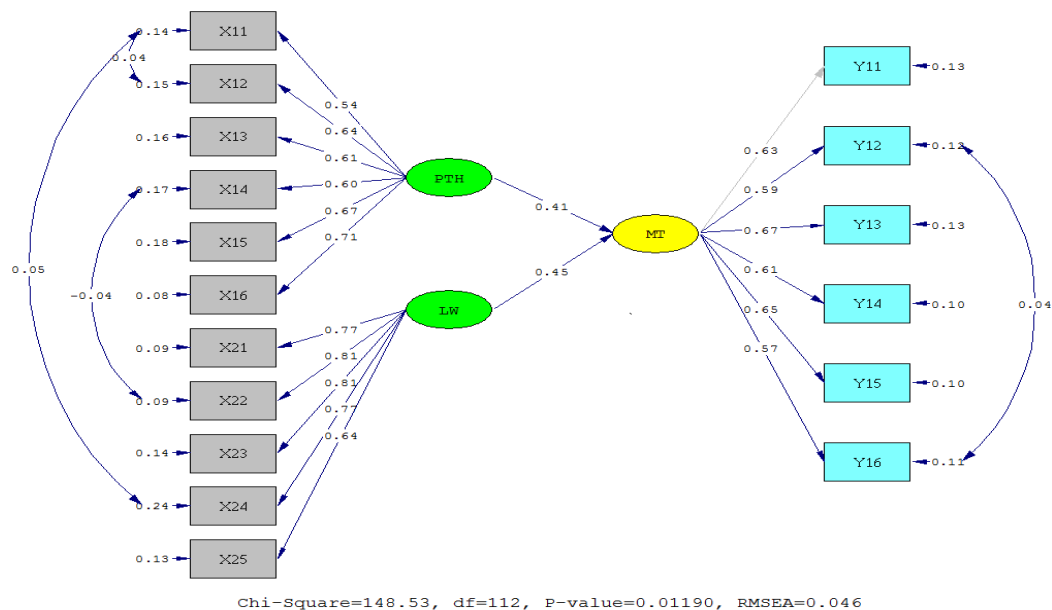 0.14 X11
0.04
0.15 X12
0.16 X13
0.17 X14
0.18 X15
0.08 X16
0.09 X21
0.09 X22
0.14 X23
0.24 X24
0.13 X25
0.05
-0.04
0.54
0.64
0.61
0.60
0.67
0.71
PTH
0.77
0.81
0.81
0.77
0.64
LW
0.41
0.45
MT
0.63
0.59
0.67
0.61
0.65
0.57
Y11 0.13
Y12 0.13
Y13 0.13
Y14 0.10
Y15 0.10
Y16 0.11
0.04
Chi-Square=148.53, df=112, P-value=0.01190, RMSEA=0.046